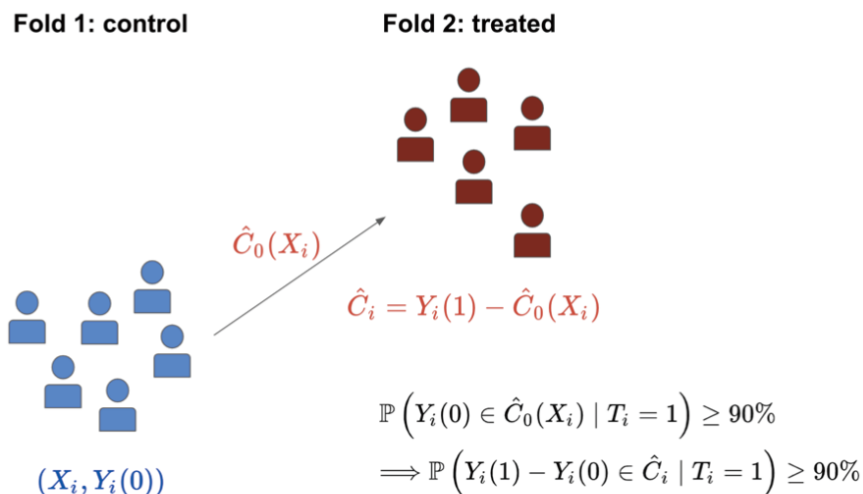 Fold 1: control
Fold 2: treated
Ĉ₀(Xᵢ)
Ĉᵢ = Yᵢ(1) − Ĉ₀(Xᵢ)
(Xᵢ, Yᵢ(0))
ℙ(Yᵢ(0) ∈ Ĉ₀(Xᵢ) | Tᵢ = 1) ≥ 90%
⟹ ℙ(Yᵢ(1) − Yᵢ(0) ∈ Ĉᵢ | Tᵢ = 1) ≥ 90%